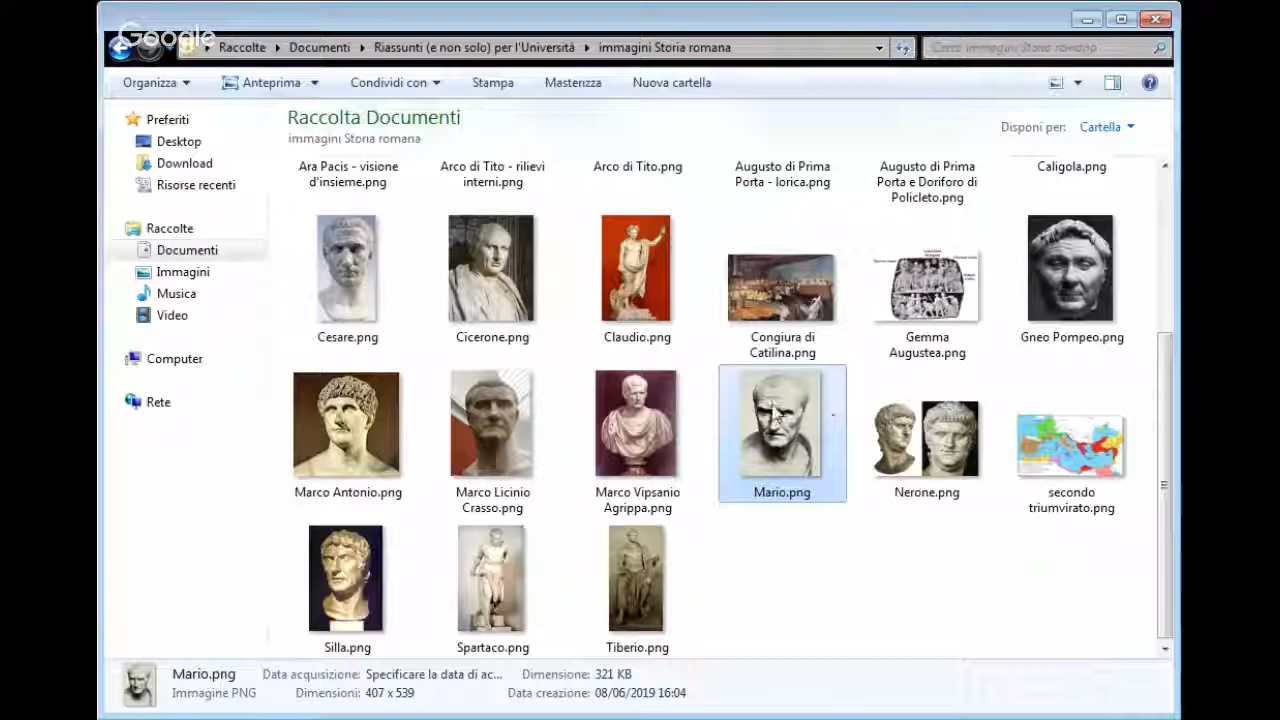 Google
Raccolte Documenti Riassunti (e non solo) per l'Università immagini Storia romana Cerca immagini Storia romana
Organizza Anteprima Condividi con Stampa Masterizza Nuova cartella
Preferiti
Desktop
Download
Risorse recenti
Raccolte
Documenti
Immagini
Musica
Video
Computer
Rete
Raccolta Documenti
immagini Storia romana
Disponi per: Cartella
Ara Pacis - visione
d'insieme.png
Arco di Tito - rilievi
interni.png
Arco di Tito.png
Augusto di Prima
Porta - lorica.png
Augusto di Prima
Porta e Doriforo di
Policleto.png
Caligola.png
Cesare.png
Cicerone.png
Claudio.png
Congiura di
Catilina.png
Gemma
Augustea.png
Gneo Pompeo.png
Marco Antonio.png
Marco Licinio
Crasso.png
Marco Vipsanio
Agrippa.png
Mario.png
Nerone.png
secondo
triumvirato.png
Silla.png
Spartaco.png
Tiberio.png
Mario.png Data acquisizione: Specificare la data di ac... Dimensione: 321 KB
Immagine PNG Dimensioni: 407 x 539 Data creazione: 08/06/2019 16:04